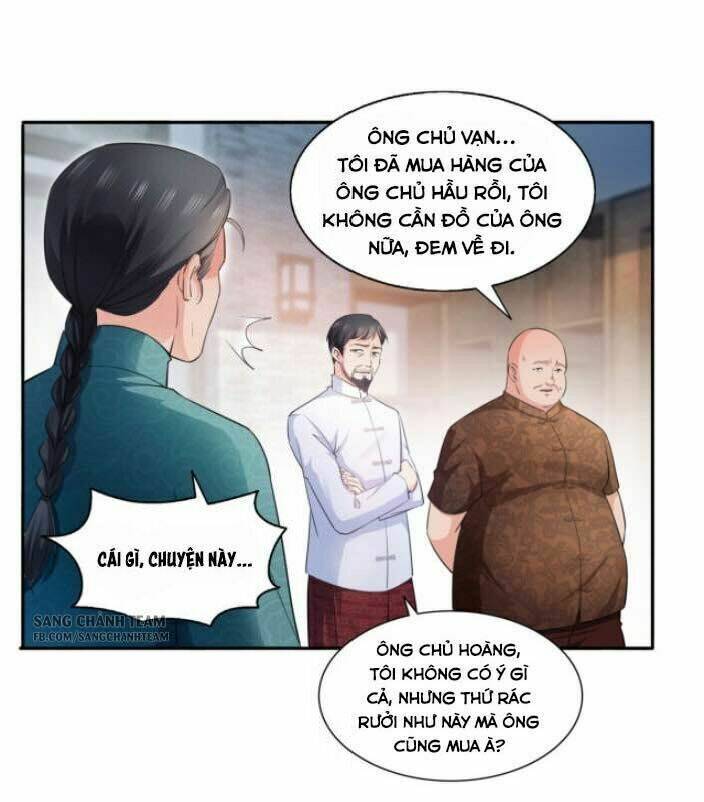 ÔNG CHỦ VẠN...
TÔI ĐÃ MUA HÀNG CỦA
ÔNG CHỦ HẦU RỒI, TÔI
KHÔNG CẦN ĐỒ CỦA ÔNG
NỮA, ĐEM VỀ ĐI.
CÁI GÌ, CHUYỆN NÀY...
SANG CHẢNH TEAM
FB.COM/SANGCHANHTEAM
ÔNG CHỦ HOÀNG,
TÔI KHÔNG CÓ Ý GÌ
CẢ, NHƯNG THỨ RÁC
RƯỞI NHƯ NÀY MÀ ÔNG
CŨNG MUA À?